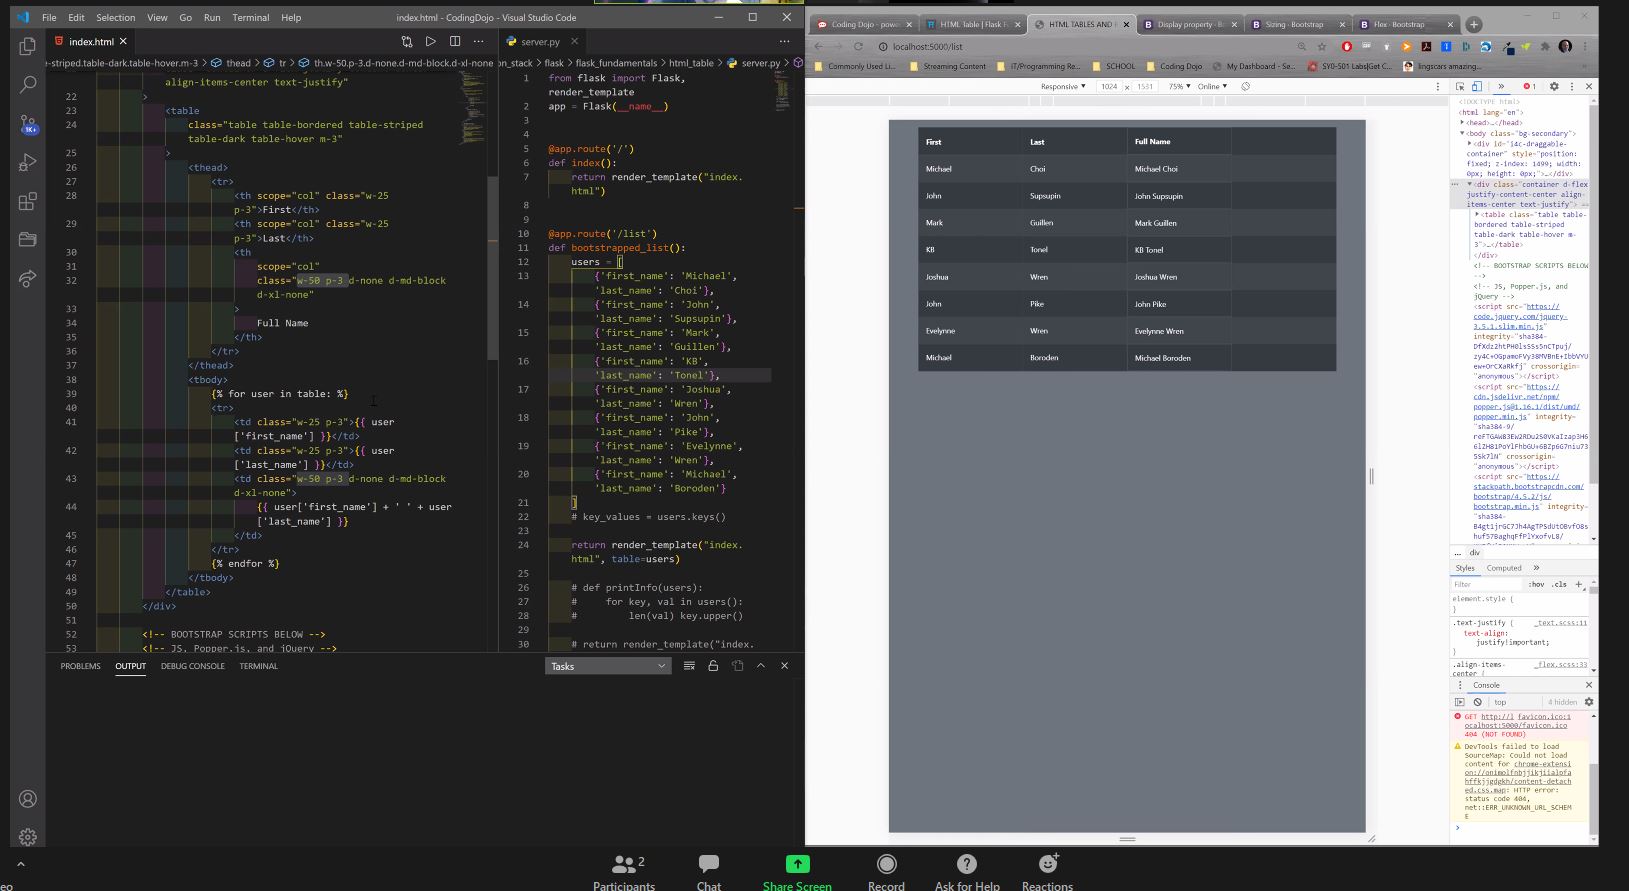 File Edit Selection View Go Run Terminal Help
index.html - CodingDojo - Visual Studio Code
index.html
server.py
-striped.table-dark.table-hover.m-3 > thead > tr > th.w-50.p-3.d-none.d-md-block.d-xl-none
on_stack > flask > flask_fundamentals > html_table > server.py >
align-items-center text-justify"
22 >
23 <table
24 class="table table-bordered table-striped
table-dark table-hover m-3"
25 >
26 <thead>
27 <tr>
28 <th scope="col" class="w-25
p-3">First</th>
29 <th scope="col" class="w-25
p-3">Last</th>
30 <th
31 scope="col"
32 class="w-50 p-3 d-none d-md-block
d-xl-none"
33 >
34 Full Name
35 </th>
36 </tr>
37 </thead>
38 <tbody>
39 {% for user in table: %}
40 <tr>
41 <td class="w-25 p-3">{{ user
['first_name'] }}</td>
42 <td class="w-25 p-3">{{ user
['last_name'] }}</td>
43 <td class="w-50 p-3 d-none d-md-block
d-xl-none">
44 {{ user['first_name'] + ' ' + user
['last_name'] }}
45 </td>
46 </tr>
47 {% endfor %}
48 </tbody>
49 </table>
50 </div>
51
52 <!-- BOOTSTRAP SCRIPTS BELOW -->
53 <!-- JS, Popper.js, and jQuery -->
1 from flask import Flask,
render_template
2 app = Flask(__name__)
3
4
5 @app.route('/')
6 def index():
7 return render_template("index.
html")
8
9
10 @app.route('/list')
11 def bootstrapped_list():
12 users = [
13 {'first_name': 'Michael',
'last_name': 'Choi'},
14 {'first_name': 'John',
'last_name': 'Supsupin'},
15 {'first_name': 'Mark',
'last_name': 'Guillen'},
16 {'first_name': 'KB',
'last_name': 'Tonel'},
17 {'first_name': 'Joshua',
'last_name': 'Wren'},
18 {'first_name': 'John',
'last_name': 'Pike'},
19 {'first_name': 'Evelynne',
'last_name': 'Wren'},
20 {'first_name': 'Michael',
'last_name': 'Boroden'}
21 ]
22 # key_values = users.keys()
23
24 return render_template("index.
html", table=users)
25
26 # def printInfo(users):
27 # for key, val in users():
28 # len(val) key.upper()
29
30 # return render_template("index.
1K+
PROBLEMS OUTPUT DEBUG CONSOLE TERMINAL
Tasks
Coding Dojo - pow
HTML Table | Flask F
HTML TABLES AND
Display property - B
Sizing · Bootstrap
Flex · Bootstrap
localhost:5000/list
Commonly Used Li...
Streaming Content
IT/Programming Re...
SCHOOL
Coding Dojo
My Dashboard - Se...
SY0-501 Labs|Get C...
lingscars amazing...
Responsive 1024 x 1531 75% Online
First Last Full Name
Michael Choi Michael Choi
John Supsupin John Supsupin
Mark Guillen Mark Guillen
KB Tonel KB Tonel
Joshua Wren Joshua Wren
John Pike John Pike
Evelynne Wren Evelynne Wren
Michael Boroden Michael Boroden
1
<!DOCTYPE html>
<html lang="en">
<head>…</head>
<body class="bg-secondary">
<div id="i4c-draggable-
container" style="position:
fixed; z-index: 1499; width:
0px; height: 0px;">…</div>
<div class="container d-flex
justify-content-center align-
items-center text-justify"> ==
<table class="table table-
bordered table-striped
table-dark table-hover m-
3">…</table>
</div>
<!-- BOOTSTRAP SCRIPTS BELOW
-->
<!-- JS, Popper.js, and
jQuery -->
<script src="https://
code.jquery.com/jquery-
3.5.1.slim.min.js"
integrity="sha384-
crossorigin=
"anonymous"></script>
<script src="https://
cdn.jsdelivr.net/npm/
popper.js@1.16.1/dist/umd/
popper.min.js" integrity=
"sha384-9/
crossorigin=
"anonymous"></script>
<script src="https://
stackpath.bootstrapcdn.com/
bootstrap/4.5.2/js/
bootstrap.min.js" integrity=
"sha384-
... div
Styles Computed
Filter :hov .cls +
element.style {
}
.text-justify { _text.scss:11
text-align:
justify!important;
}
.align-items- _flex.scss:33
center {
Console
top 4 hidden
GET http://l favicon.ico:1
ocalhost:5000/favicon.ico
404 (NOT FOUND)
DevTools failed to load
SourceMap: Could not load
content for chrome-extensi
HTTP error:
status code 404,
net::ERR_UNKNOWN_URL_SCHEM
E
eo
Participants 2
Chat
Share Screen
Record
Ask for Help
Reactions